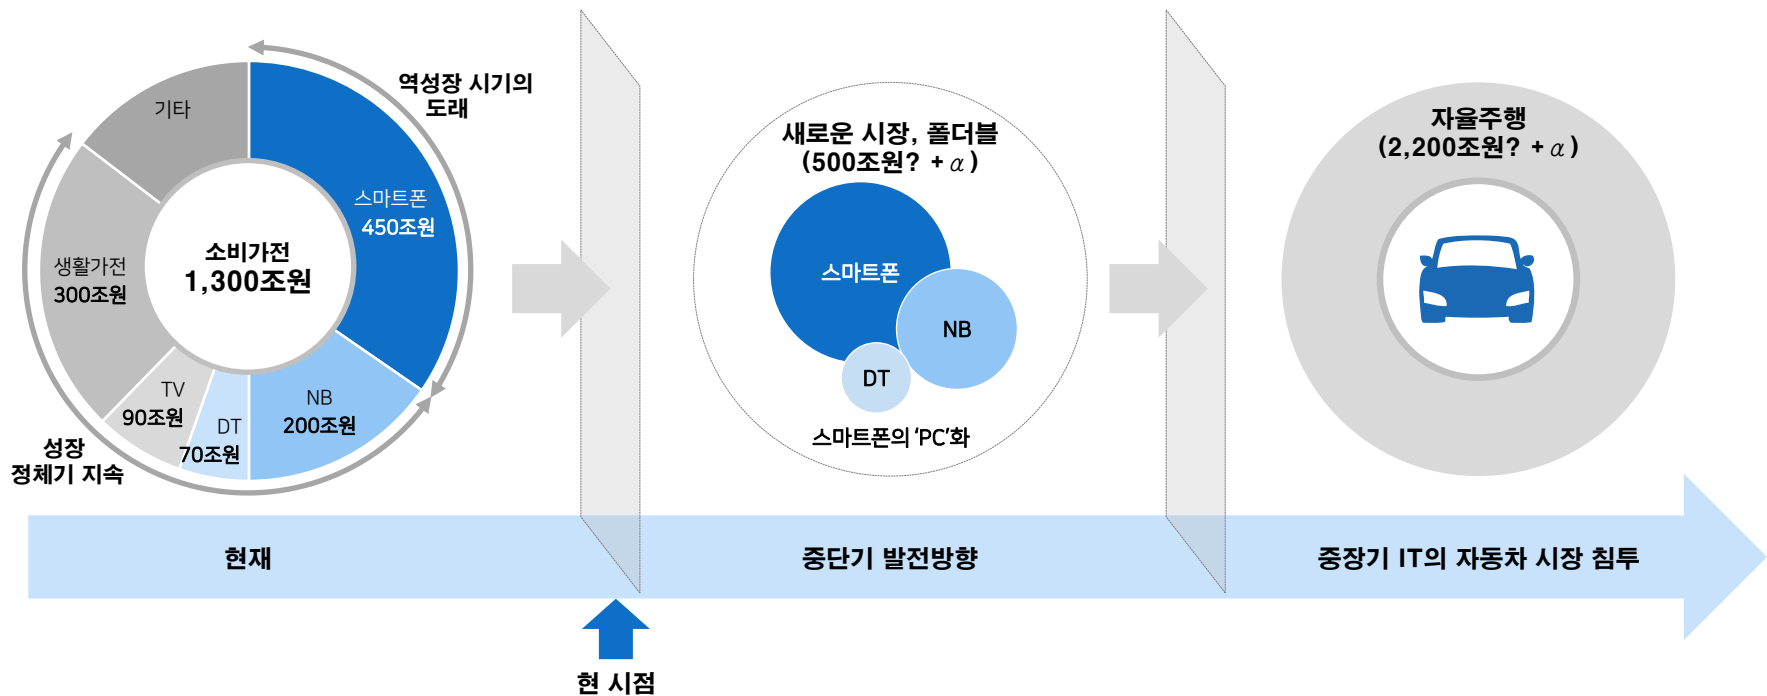 역성장 시기의
도래
기타
스마트폰
450조원
소비가전
1,300조원
생활가전
300조원
TV
90조원
DT
70조원
NB
200조원
성장
정체기 지속
새로운 시장, 폴더블
(500조원? + α)
스마트폰
NB
DT
스마트폰의 ‘PC’화
자율주행
(2,200조원? + α)
현재
중단기 발전방향
중장기 IT의 자동차 시장 침투
현 시점